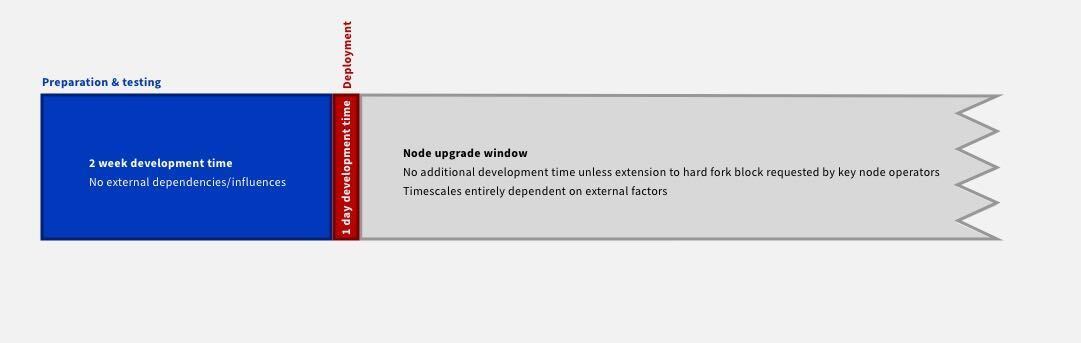 Deployment
Preparation & testing
2 week development time
No external dependencies/influences
1 day development time
Node upgrade window
No additional development time unless extension to hard fork block requested by key node operators
Timescales entirely dependent on external factors